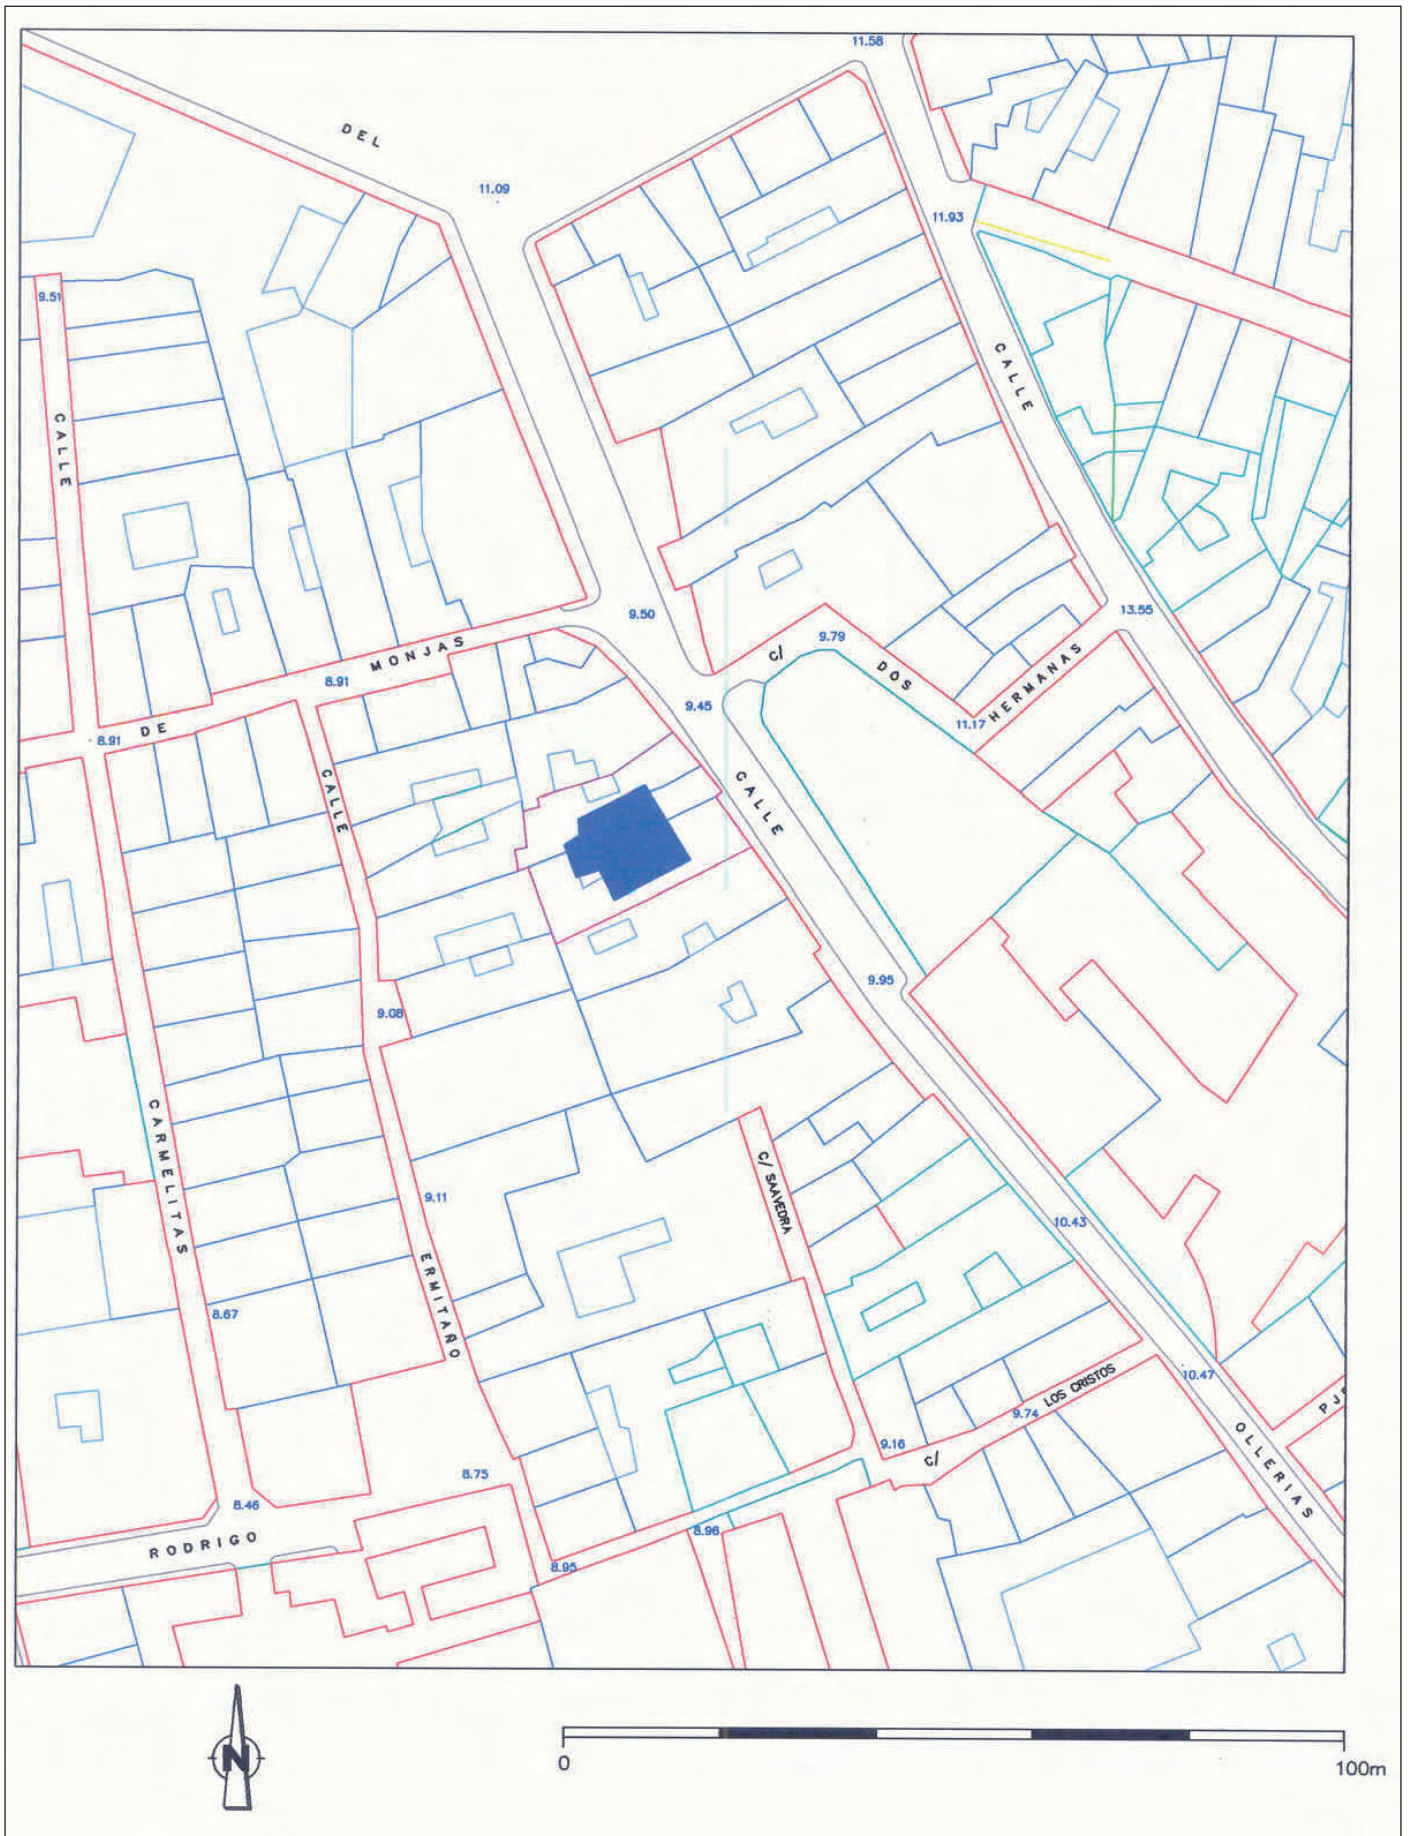 11.58
DEL
11.09
11.93
9.51
CALLE
CALLE
9.50
13.55
9.79
C/ DOS HERMANAS
MONJAS
8.91
9.45
11.17
DE
8.91
CALLE
CALLE
9.95
9.08
CARMELITAS
C/ SAAVEDRA
9.11
10.43
ERMITAÑO
8.67
10.47
LOS CRISTOS
9.74
PJE
9.16
C/
OLLERIAS
8.75
8.46
RODRIGO
8.96
8.95
N
0
100m